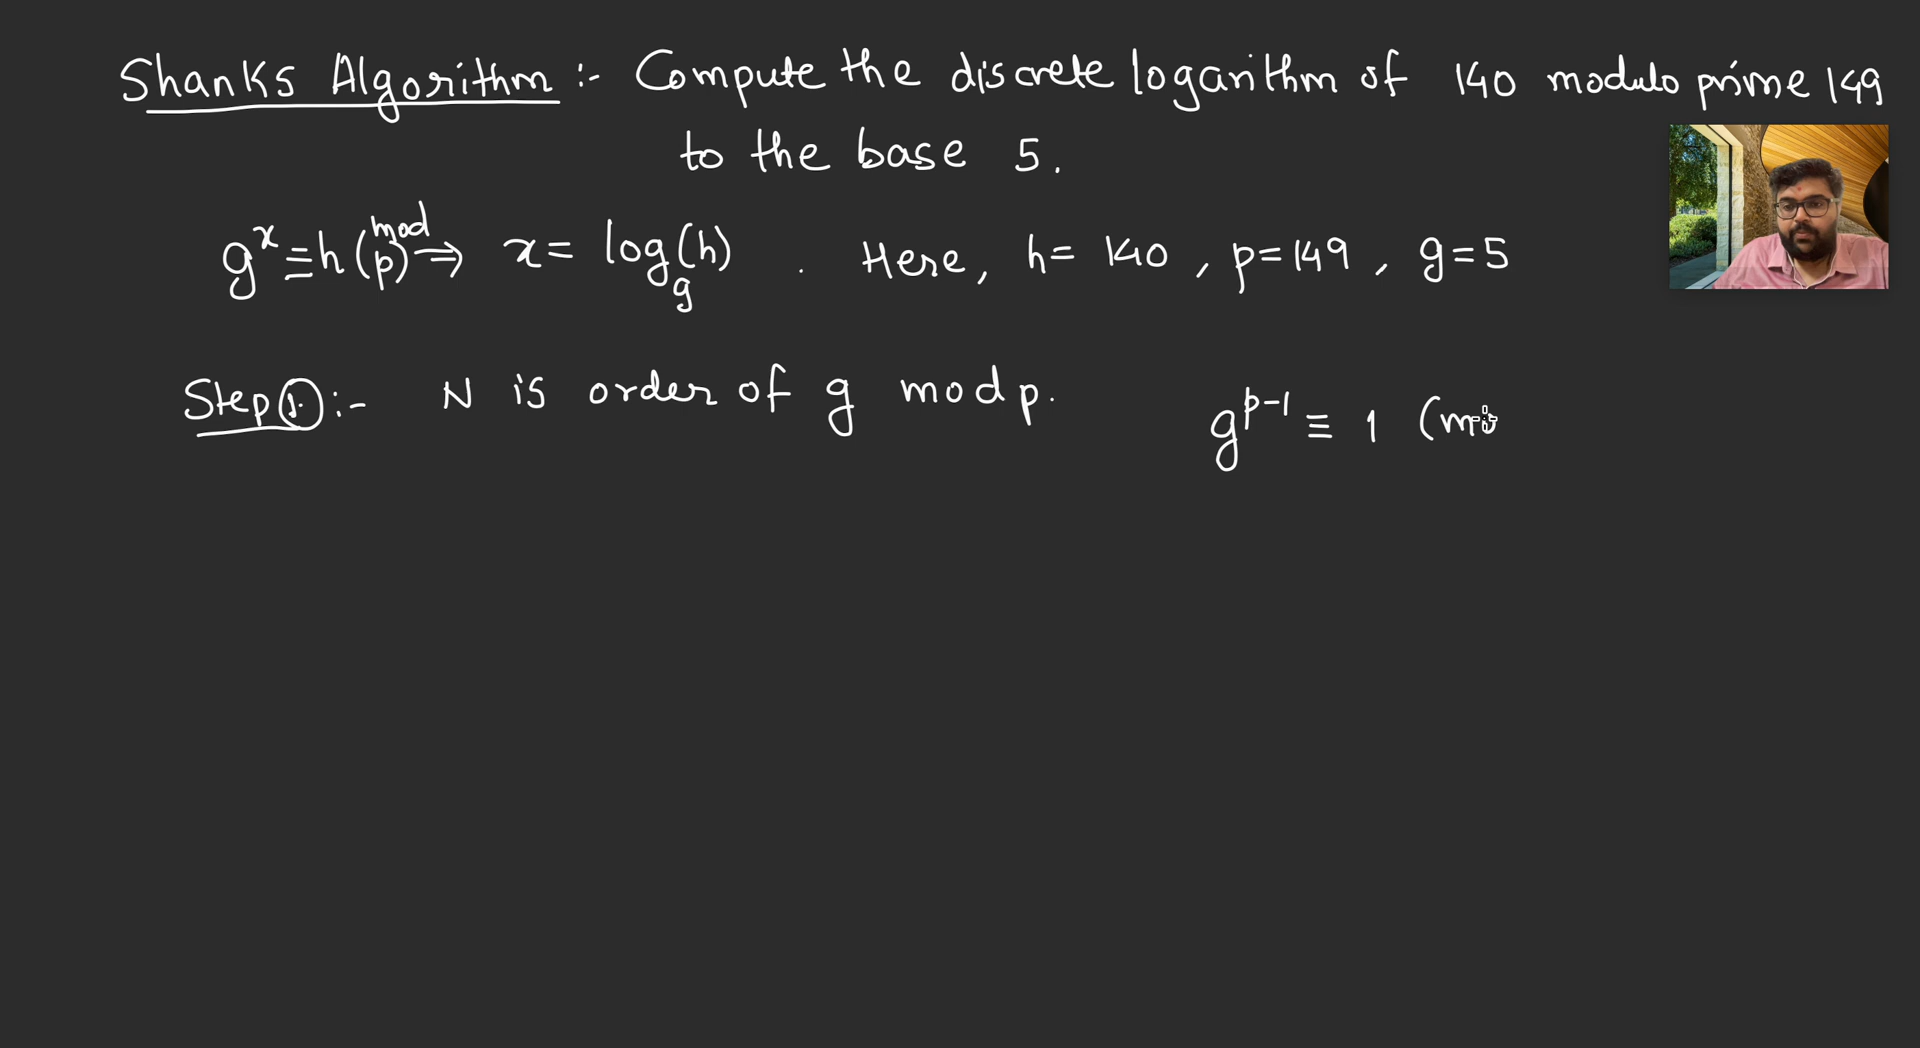 Shanks Algorithm :- Compute the discrete logarithm of 140 modulo prime 149
to the base 5.
g^x ≡ h (mod p) ⇒ x = log_g(h) . Here, h = 140 , p = 149 , g = 5
Step ① :- N is order of g mod p. g^{p-1} ≡ 1 (mo